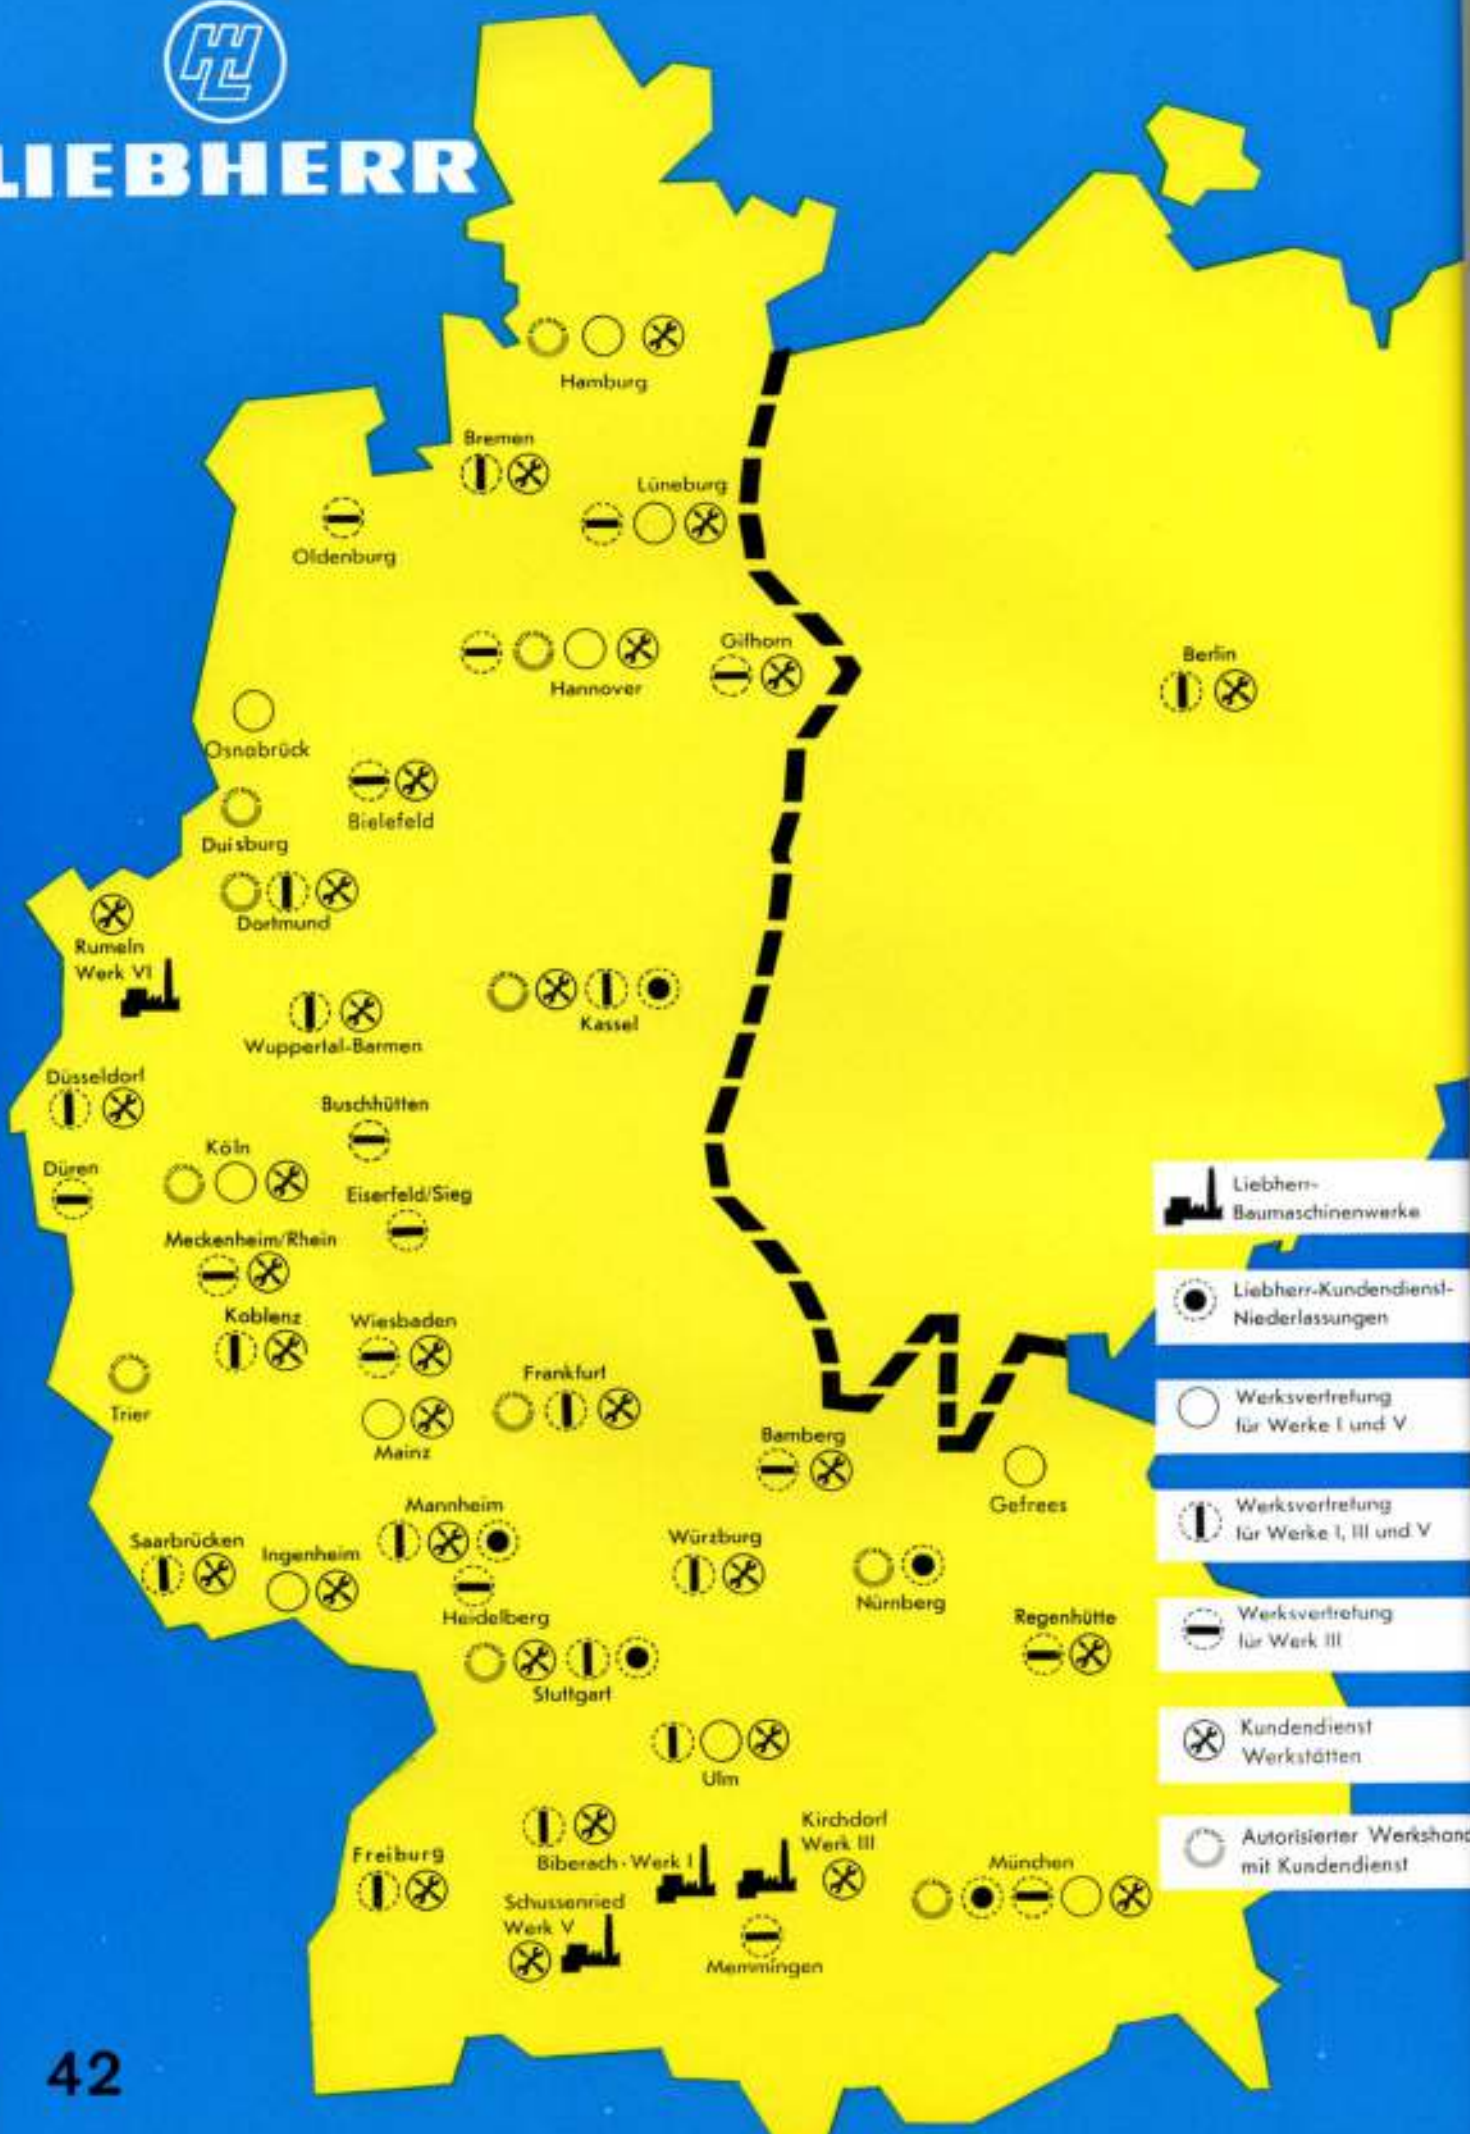 LIEBHERR
Hamburg
Bremen
Lüneburg
Oldenburg
Hannover
Gifhorn
Berlin
Osnabrück
Bielefeld
Duisburg
Dortmund
Rumeln
Werk VI
Kassel
Wuppertal-Barmen
Düsseldorf
Buschhütten
Köln
Düren
Eiserfeld/Sieg
Meckenheim/Rhein
Koblenz
Wiesbaden
Trier
Frankfurt
Mainz
Bamberg
Gefrees
Mannheim
Saarbrücken
Ingenheim
Würzburg
Nürnberg
Heidelberg
Regenhütte
Stuttgart
Ulm
Kirchdorf
Werk III
Biberach - Werk I
Freiburg
München
Schussenried
Werk V
Memmingen
Liebherr-
Baumaschinenwerke
Liebherr-Kundendienst-
Niederlassungen
Werksvertretung
für Werke I und V
Werksvertretung
für Werke I, III und V
Werksvertretung
für Werk III
Kundendienst
Werkstätten
Autorisierter Werkshand
mit Kundendienst
42